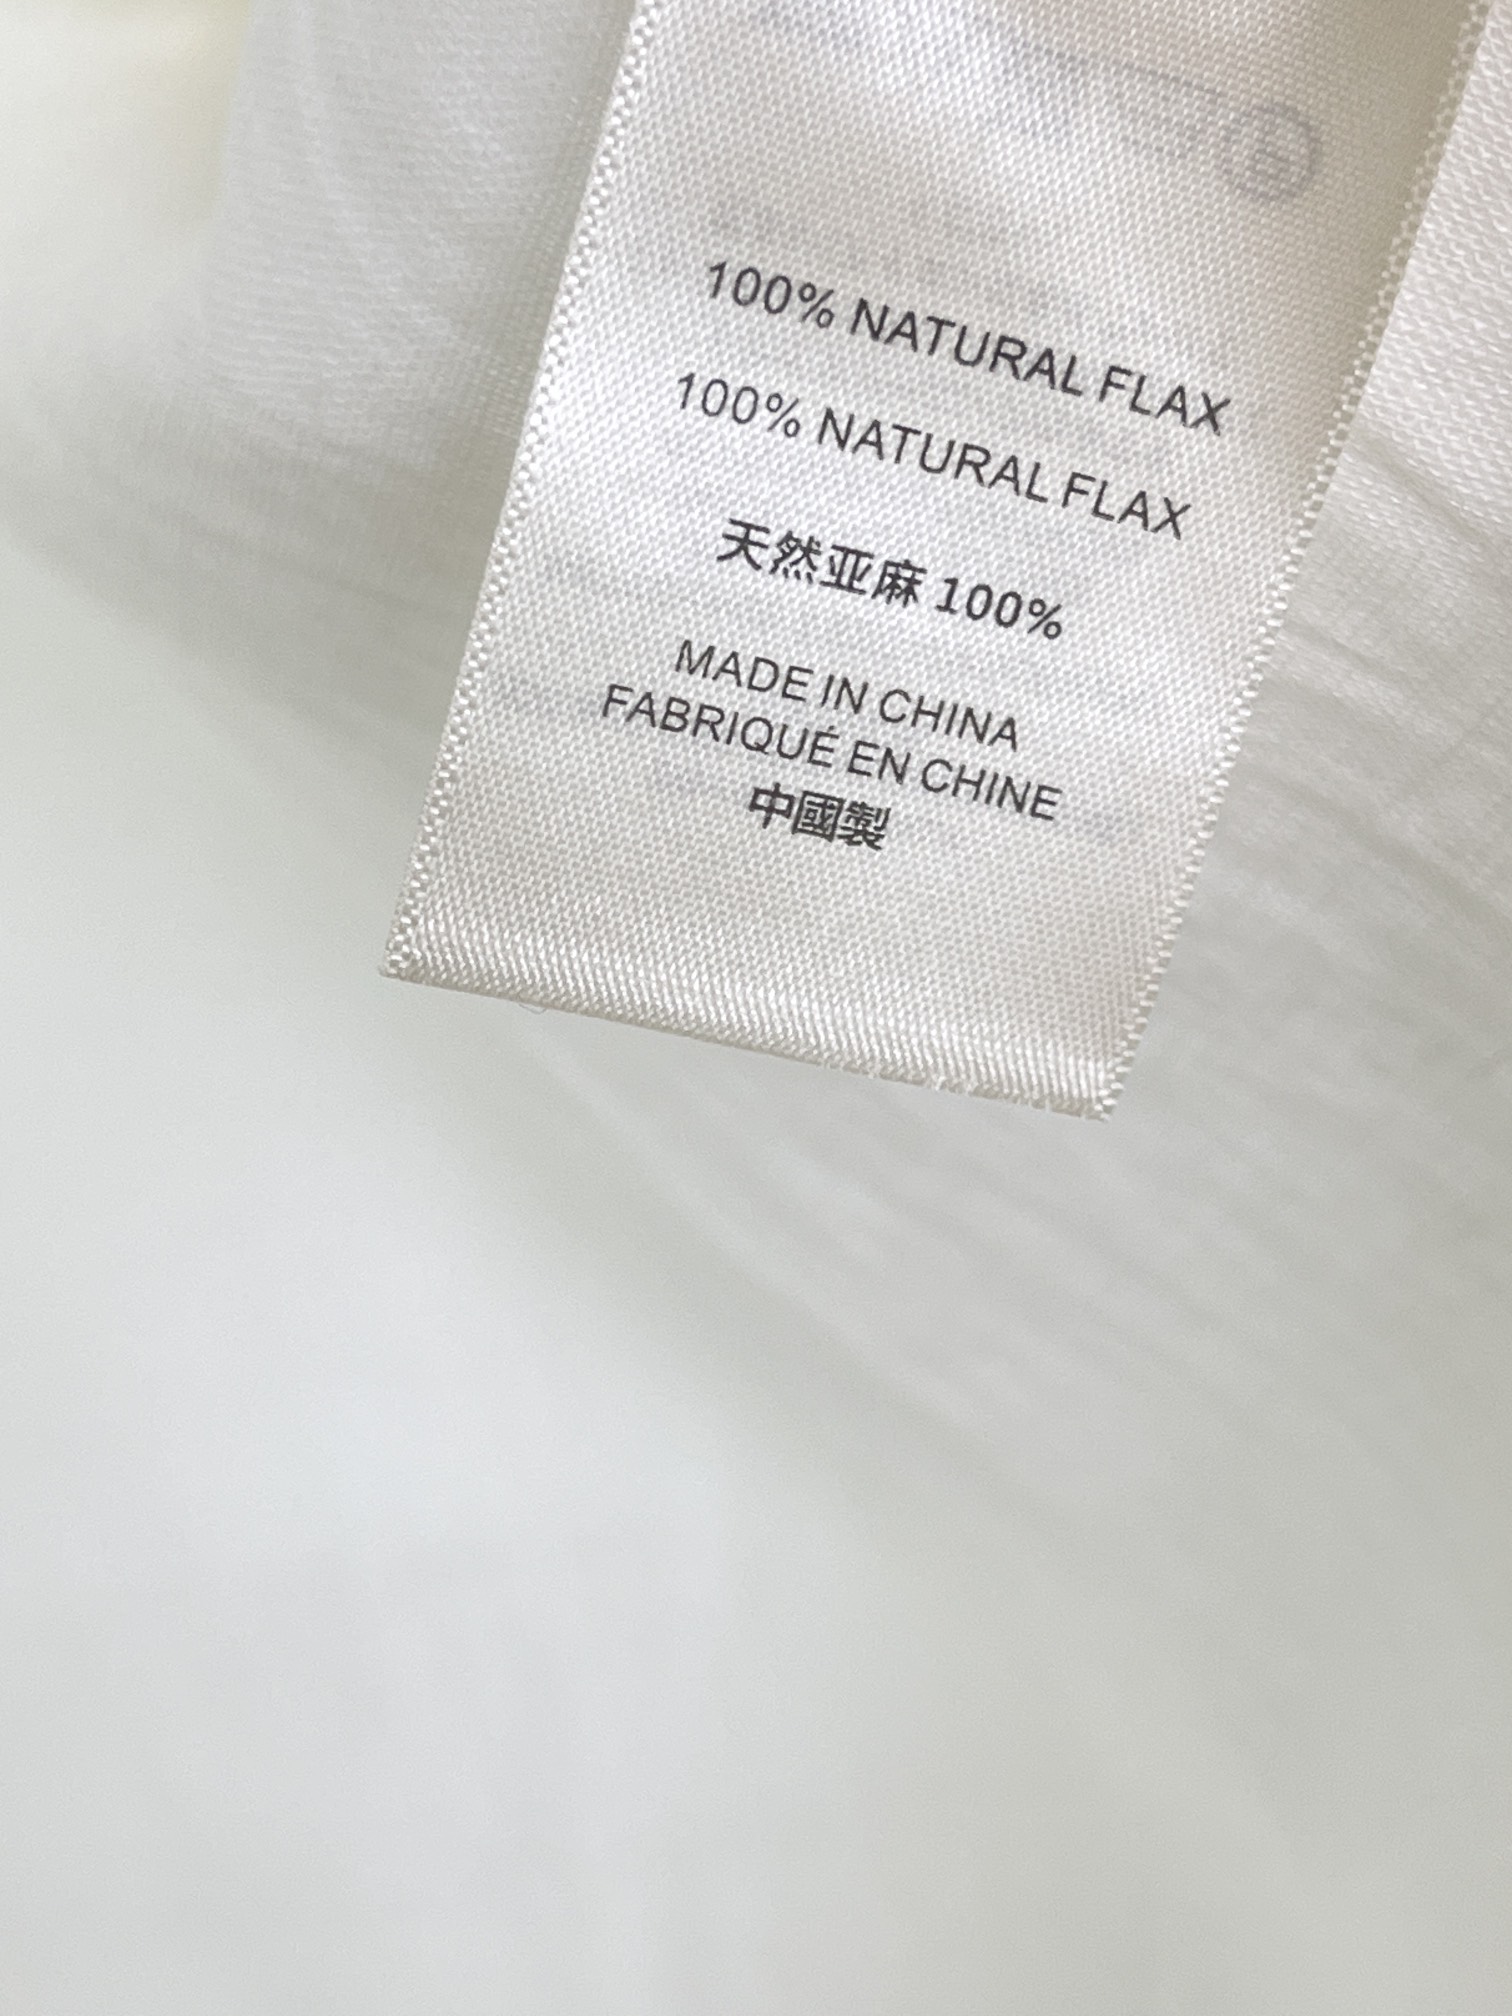 100% NATURAL FLAX
100% NATURAL FLAX
天然亚麻 100%
MADE IN CHINA
FABRIQUÉ EN CHINE
中國製